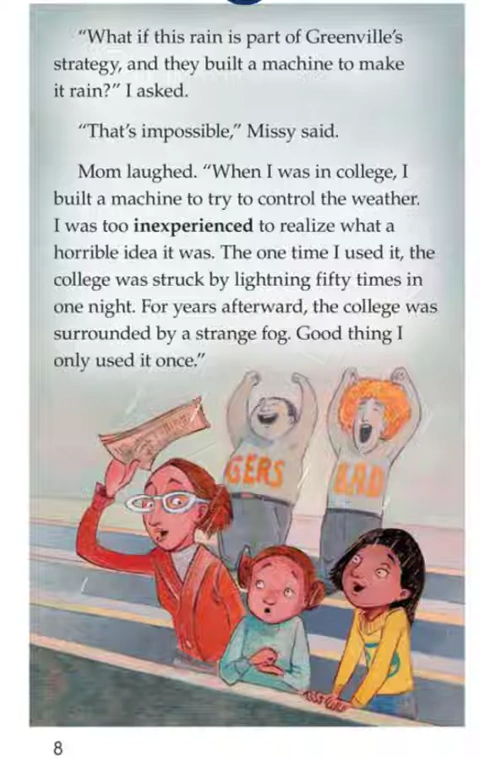 "What if this rain is part of Greenville's
strategy, and they built a machine to make
it rain?" I asked.
"That's impossible," Missy said.
Mom laughed. "When I was in college, I
built a machine to try to control the weather.
I was too inexperienced to realize what a
horrible idea it was. The one time I used it, the
college was struck by lightning fifty times in
one night. For years afterward, the college was
surrounded by a strange fog. Good thing I
only used it once."
GERS
8